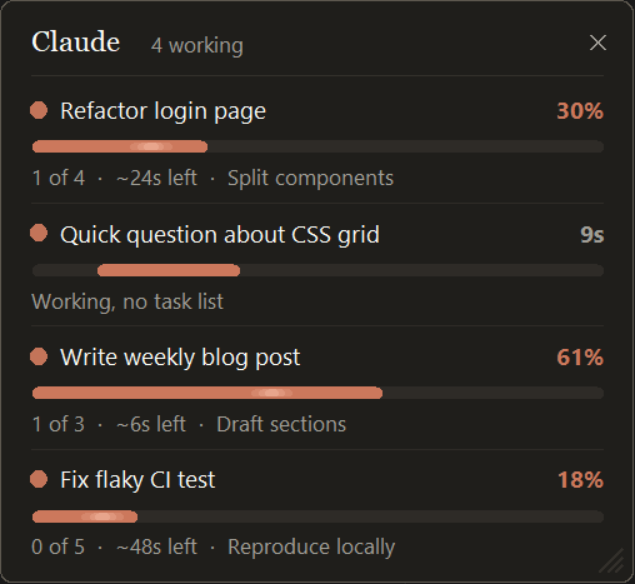 Claude 4 working
Refactor login page 30%
1 of 4 · ~24s left · Split components
Quick question about CSS grid 9s
Working, no task list
Write weekly blog post 61%
1 of 3 · ~6s left · Draft sections
Fix flaky CI test 18%
0 of 5 · ~48s left · Reproduce locally